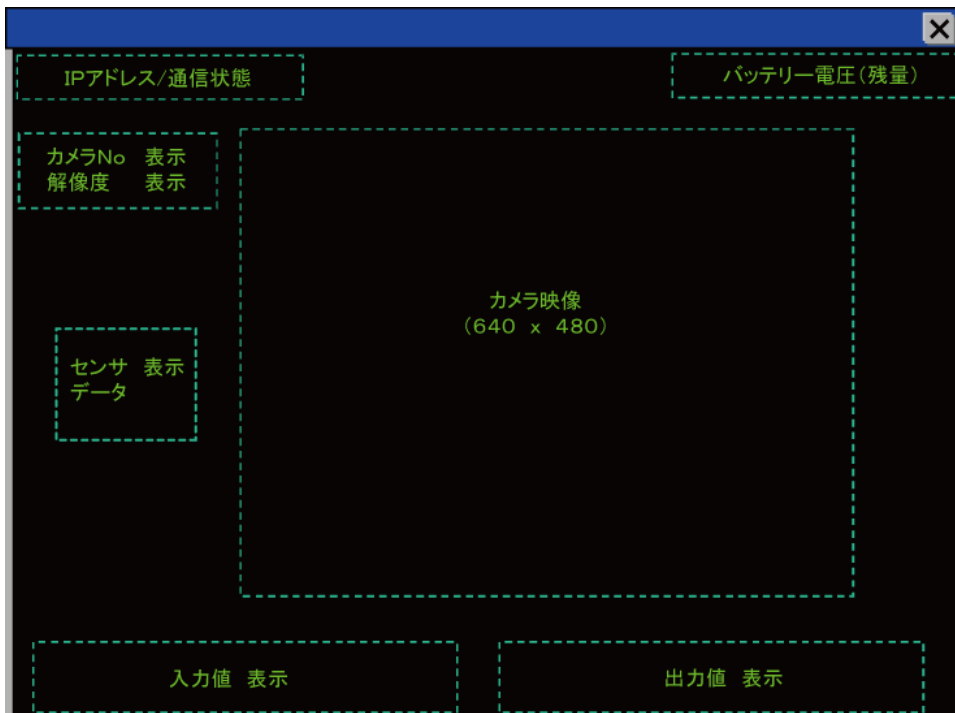 IPアドレス/通信状態
バッテリー電圧(残量)
カメラNo 表示
解像度 表示
カメラ映像
(640 x 480)
センサ 表示
データ
入力値 表示
出力値 表示